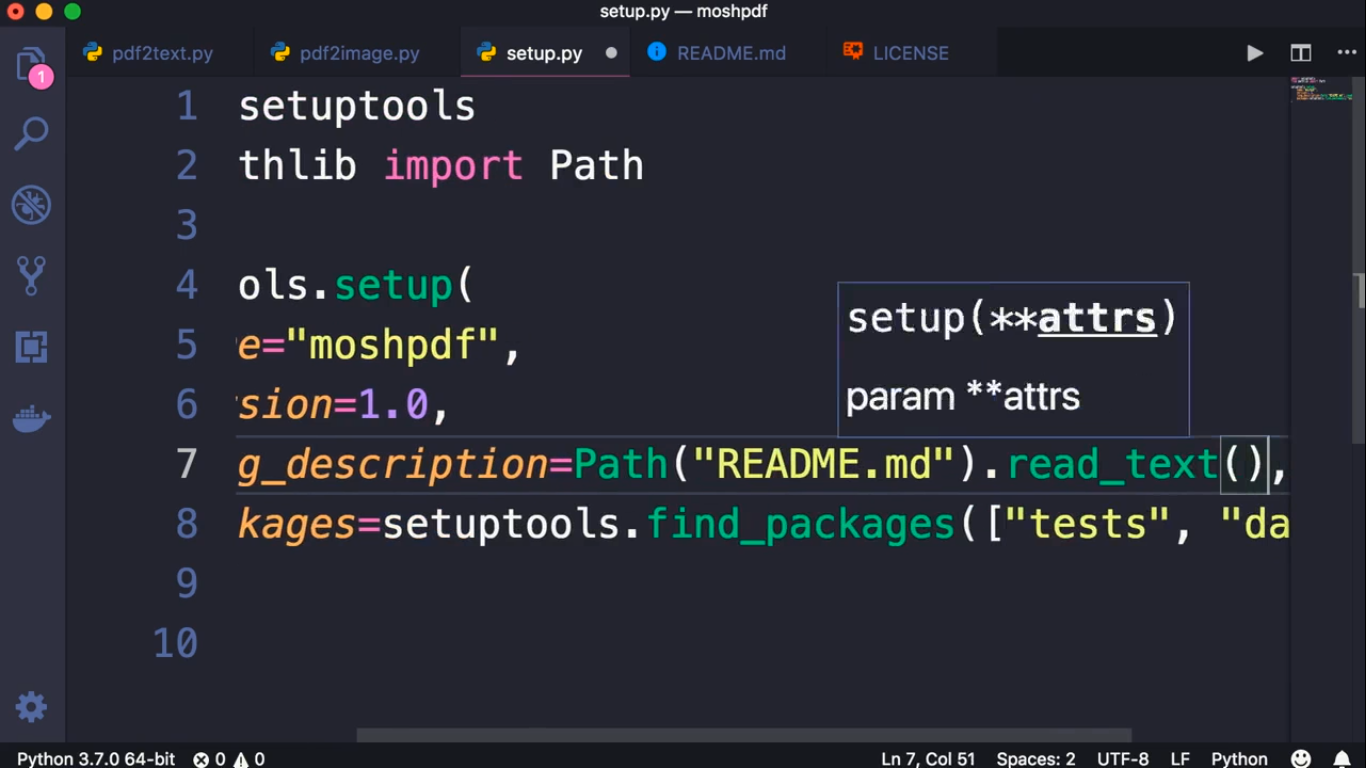 setup.py — moshpdf
pdf2text.py pdf2image.py setup.py README.md LICENSE
1
1 setuptools
2 thlib import Path
3
4 ols.setup(
5 e="moshpdf",
6 sion=1.0,
7 g_description=Path("README.md").read_text(),
8 kages=setuptools.find_packages(["tests", "da
9
10
setup(**attrs)
param **attrs
Python 3.7.0 64-bit 0 0 Ln 7, Col 51 Spaces: 2 UTF-8 LF Python